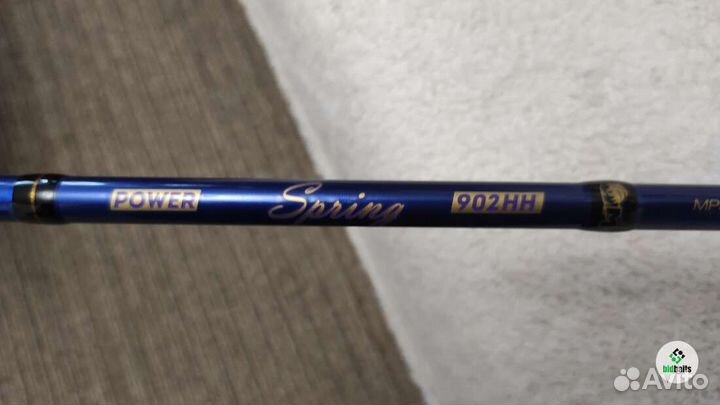 POWER Spring 902HH
MP
bidbaits
Avito